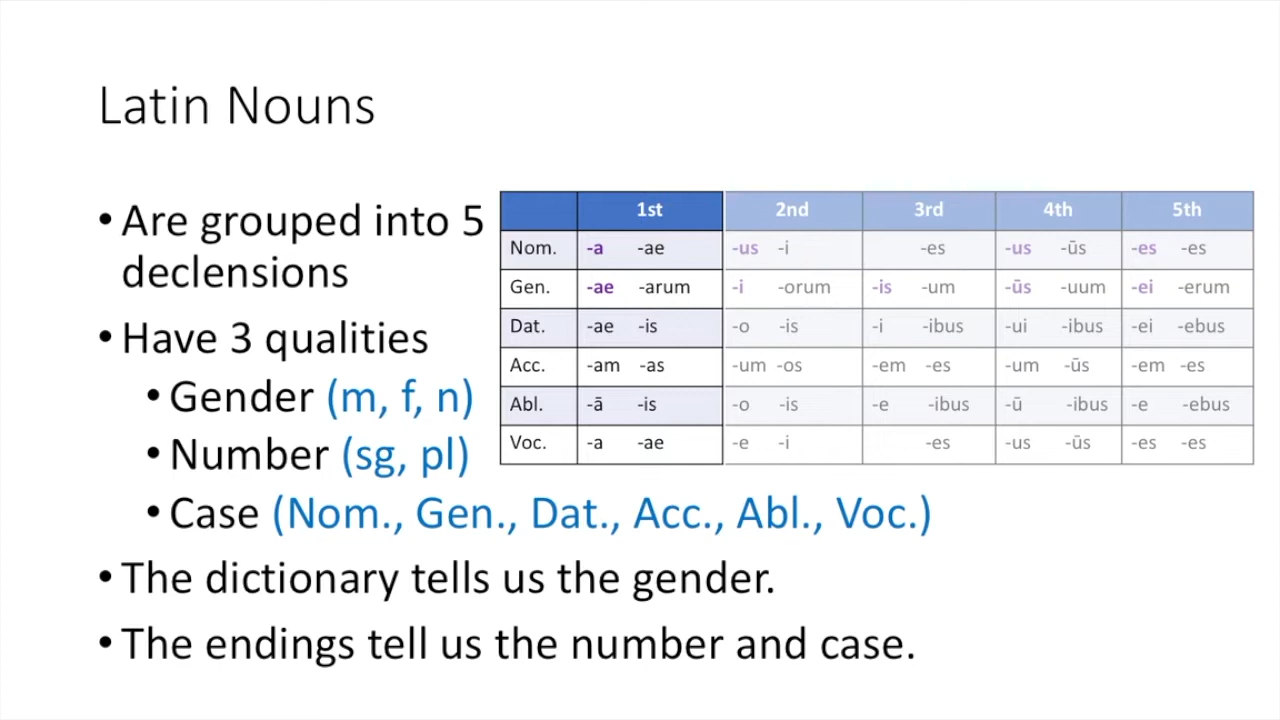 Latin Nouns
• Are grouped into 5
declensions
• Have 3 qualities
• Gender (m, f, n)
• Number (sg, pl)
• Case (Nom., Gen., Dat., Acc., Abl., Voc.)
• The dictionary tells us the gender.
• The endings tell us the number and case.
1st 2nd 3rd 4th 5th
Nom. -a -ae -us -i -es -us -ūs -es -es
Gen. -ae -arum -i -orum -is -um -ūs -uum -ei -erum
Dat. -ae -is -o -is -i -ibus -ui -ibus -ei -ebus
Acc. -am -as -um -os -em -es -um -ūs -em -es
Abl. -ā -is -o -is -e -ibus -ū -ibus -e -ebus
Voc. -a -ae -e -i -es -us -ūs -es -es